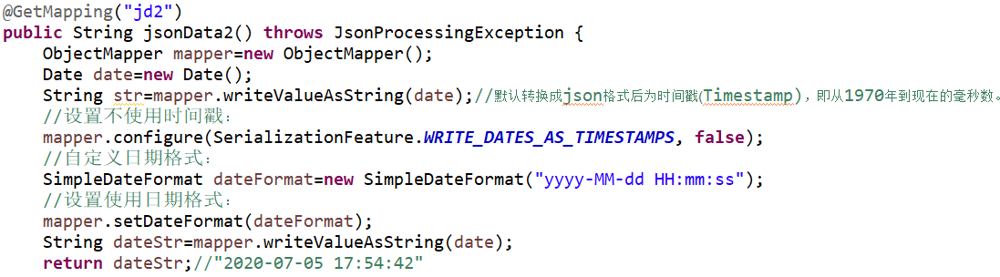 @GetMapping("jd2")
public String jsonData2() throws JsonProcessingException {
    ObjectMapper mapper=new ObjectMapper();
    Date date=new Date();
    String str=mapper.writeValueAsString(date);//默认转换成json格式后为时间戳(Timestamp)，即从1970年到现在的毫秒数。
    //设置不使用时间戳：
    mapper.configure(SerializationFeature.WRITE_DATES_AS_TIMESTAMPS, false);
    //自定义日期格式：
    SimpleDateFormat dateFormat=new SimpleDateFormat("yyyy-MM-dd HH:mm:ss");
    //设置使用日期格式：
    mapper.setDateFormat(dateFormat);
    String dateStr=mapper.writeValueAsString(date);
    return dateStr;//"2020-07-05 17:54:42"